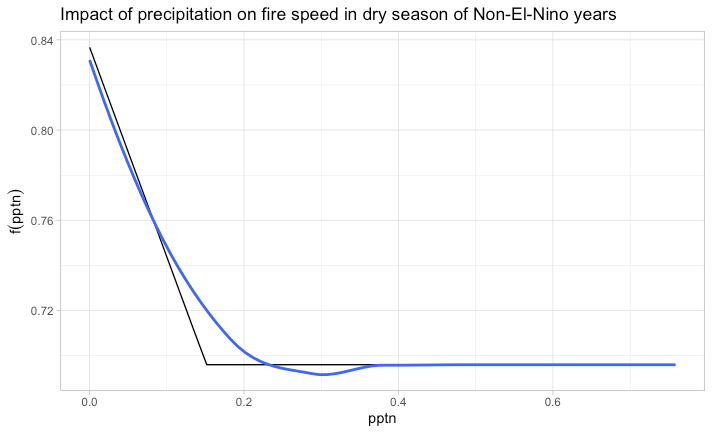 Impact of precipitation on fire speed in dry season of Non-El-Nino years
0.84
0.80
0.76
0.72
f(pptn)
0.0 0.2 0.4 0.6
pptn